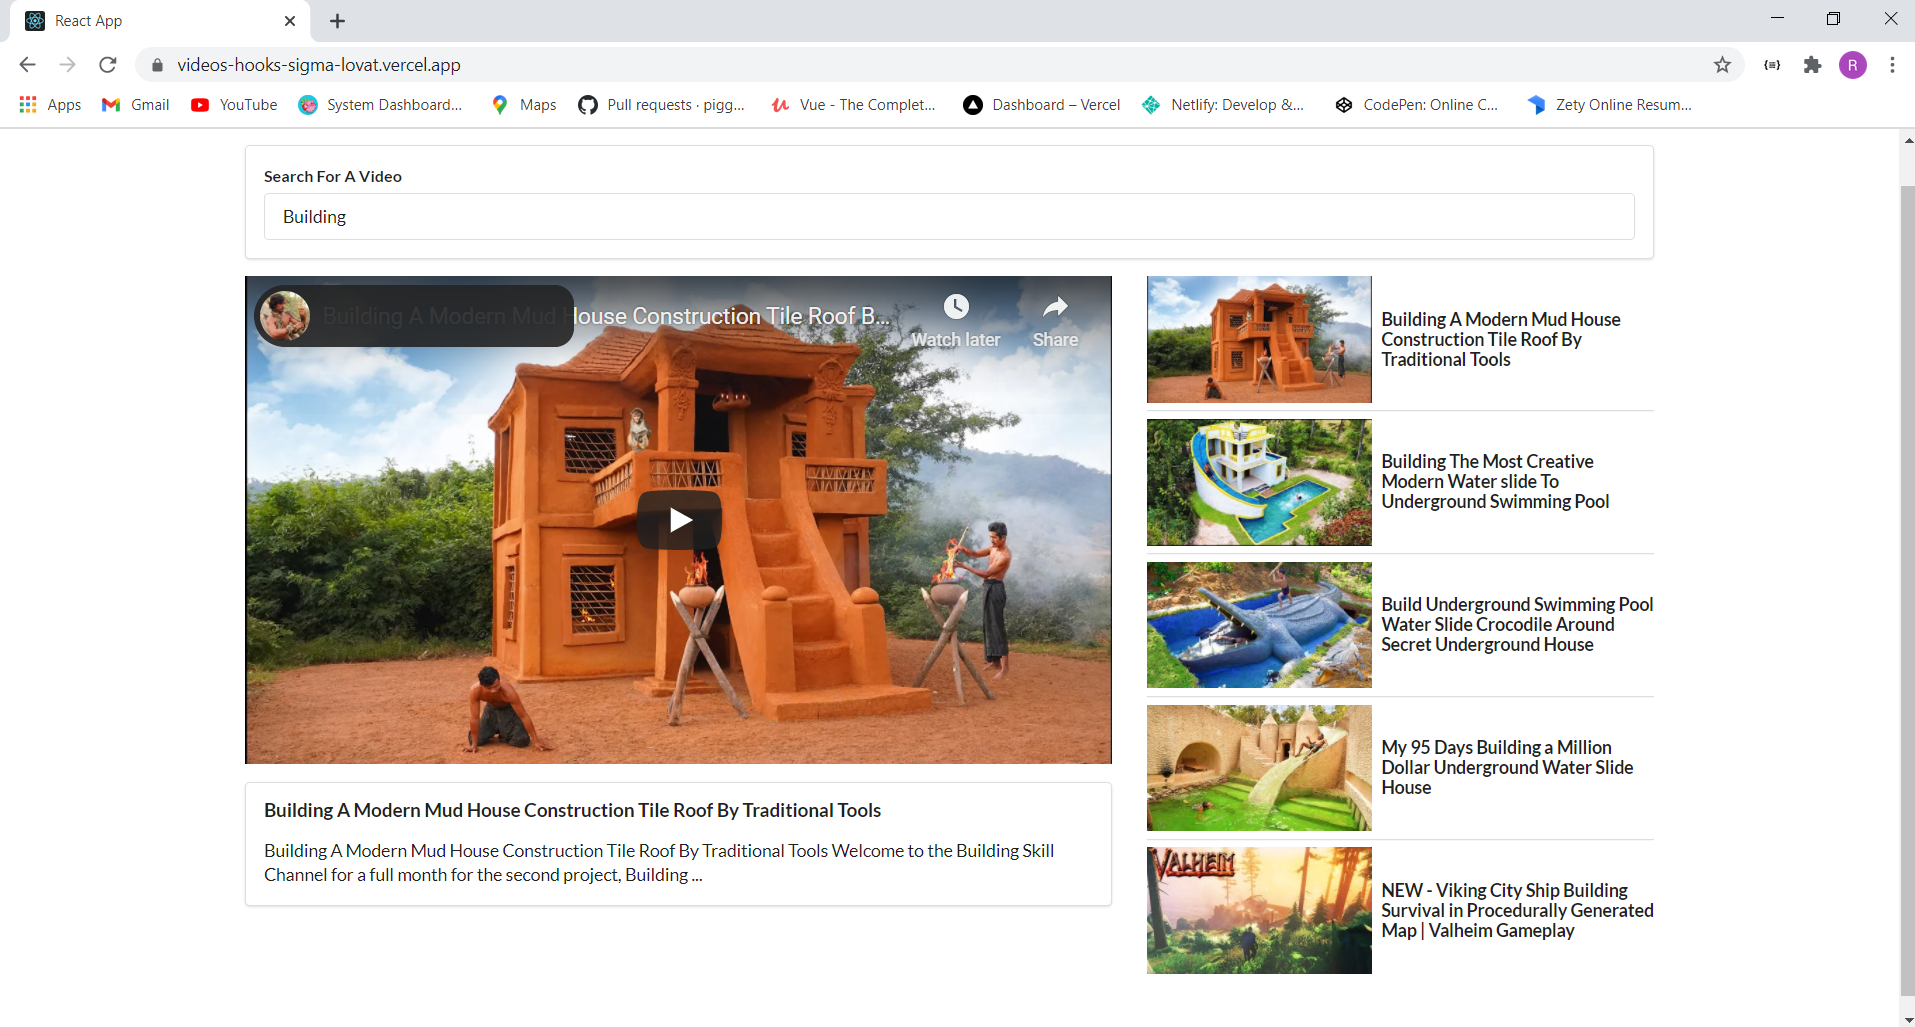 React App
videos-hooks-sigma-lovat.vercel.app
R
Apps
Gmail
YouTube
System Dashboard...
Maps
Pull requests · pigg...
Vue - The Complet...
Dashboard – Vercel
Netlify: Develop &...
CodePen: Online C...
Zety Online Resum...
Search For A Video
Building
Building A Modern Mud House Construction Tile Roof B...
Watch later
Share
Building A Modern Mud House Construction Tile Roof By Traditional Tools
Building A Modern Mud House Construction Tile Roof By Traditional Tools Welcome to the Building Skill
Channel for a full month for the second project, Building ...
Building A Modern Mud House
Construction Tile Roof By
Traditional Tools
Building The Most Creative
Modern Water slide To
Underground Swimming Pool
Build Underground Swimming Pool
Water Slide Crocodile Around
Secret Underground House
My 95 Days Building a Million
Dollar Underground Water Slide
House
VALHEIM
NEW - Viking City Ship Building
Survival in Procedurally Generated
Map | Valheim Gameplay